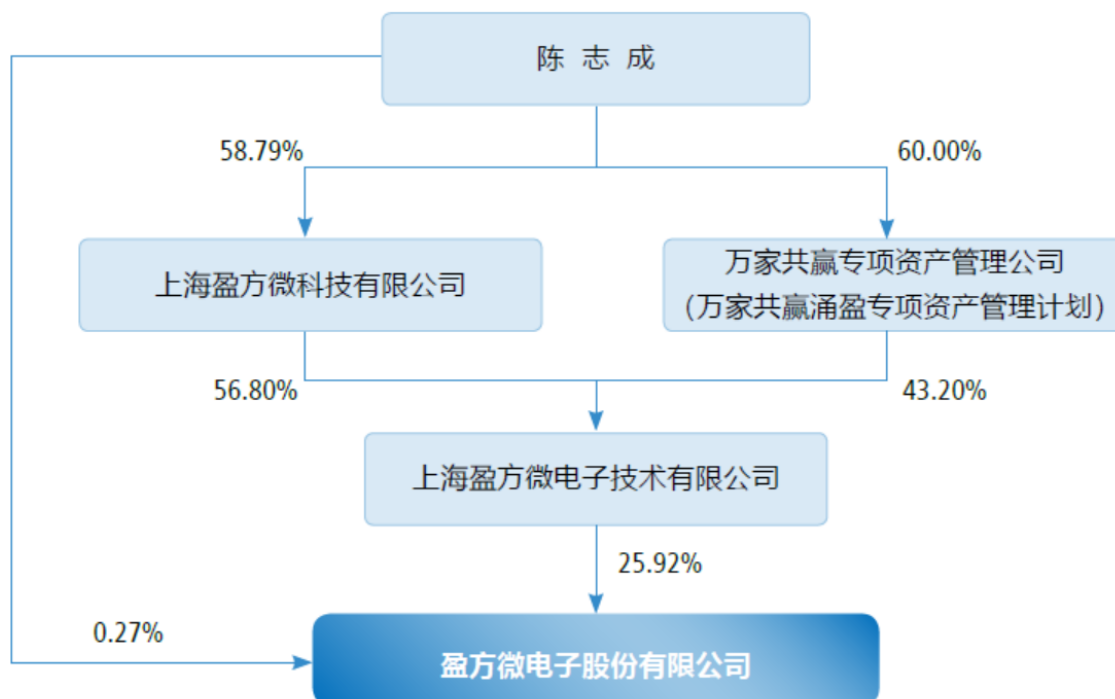 陈 志 成
58.79%
60.00%
上海盈方微科技有限公司
万家共赢专项资产管理公司
（万家共赢涌盈专项资产管理计划）
56.80%
43.20%
上海盈方微电子技术有限公司
25.92%
0.27%
盈方微电子股份有限公司